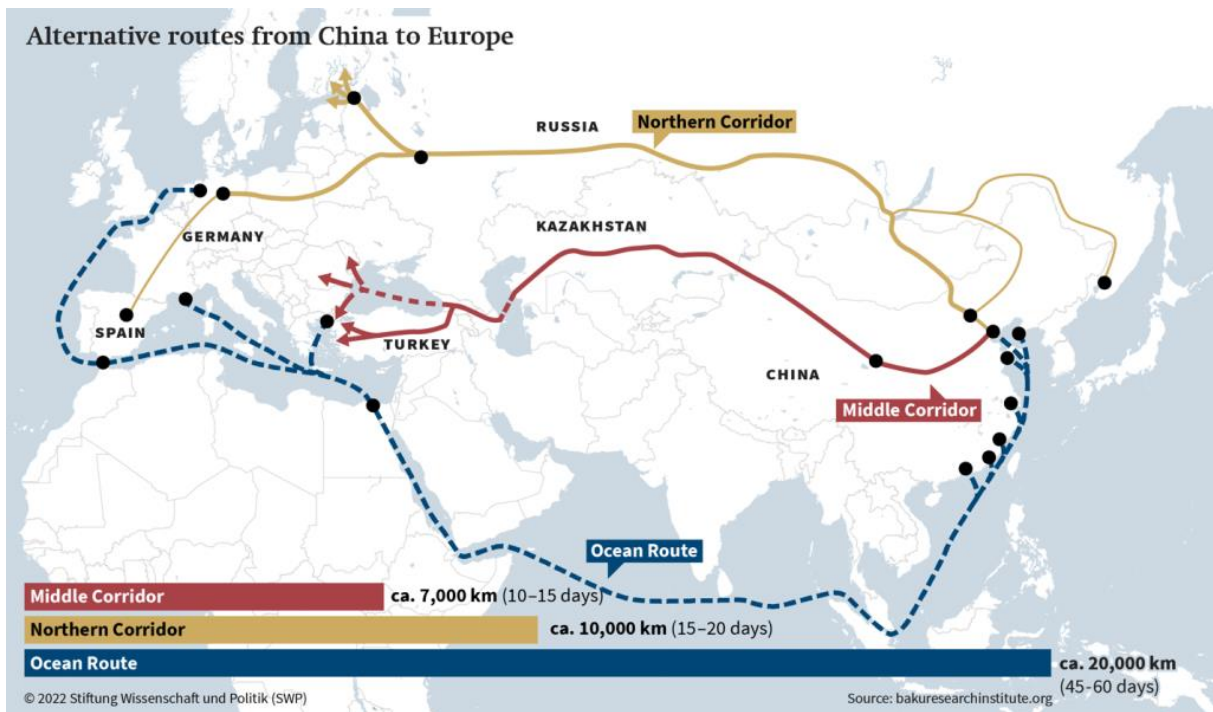 Alternative routes from China to Europe
RUSSIA
Northern Corridor
GERMANY
KAZAKHSTAN
SPAIN
TURKEY
CHINA
Middle Corridor
Ocean Route
Middle Corridor
ca. 7,000 km (10–15 days)
Northern Corridor
ca. 10,000 km (15–20 days)
Ocean Route
ca. 20,000 km
(45-60 days)
© 2022 Stiftung Wissenschaft und Politik (SWP)
Source: bakuresearchinstitute.org